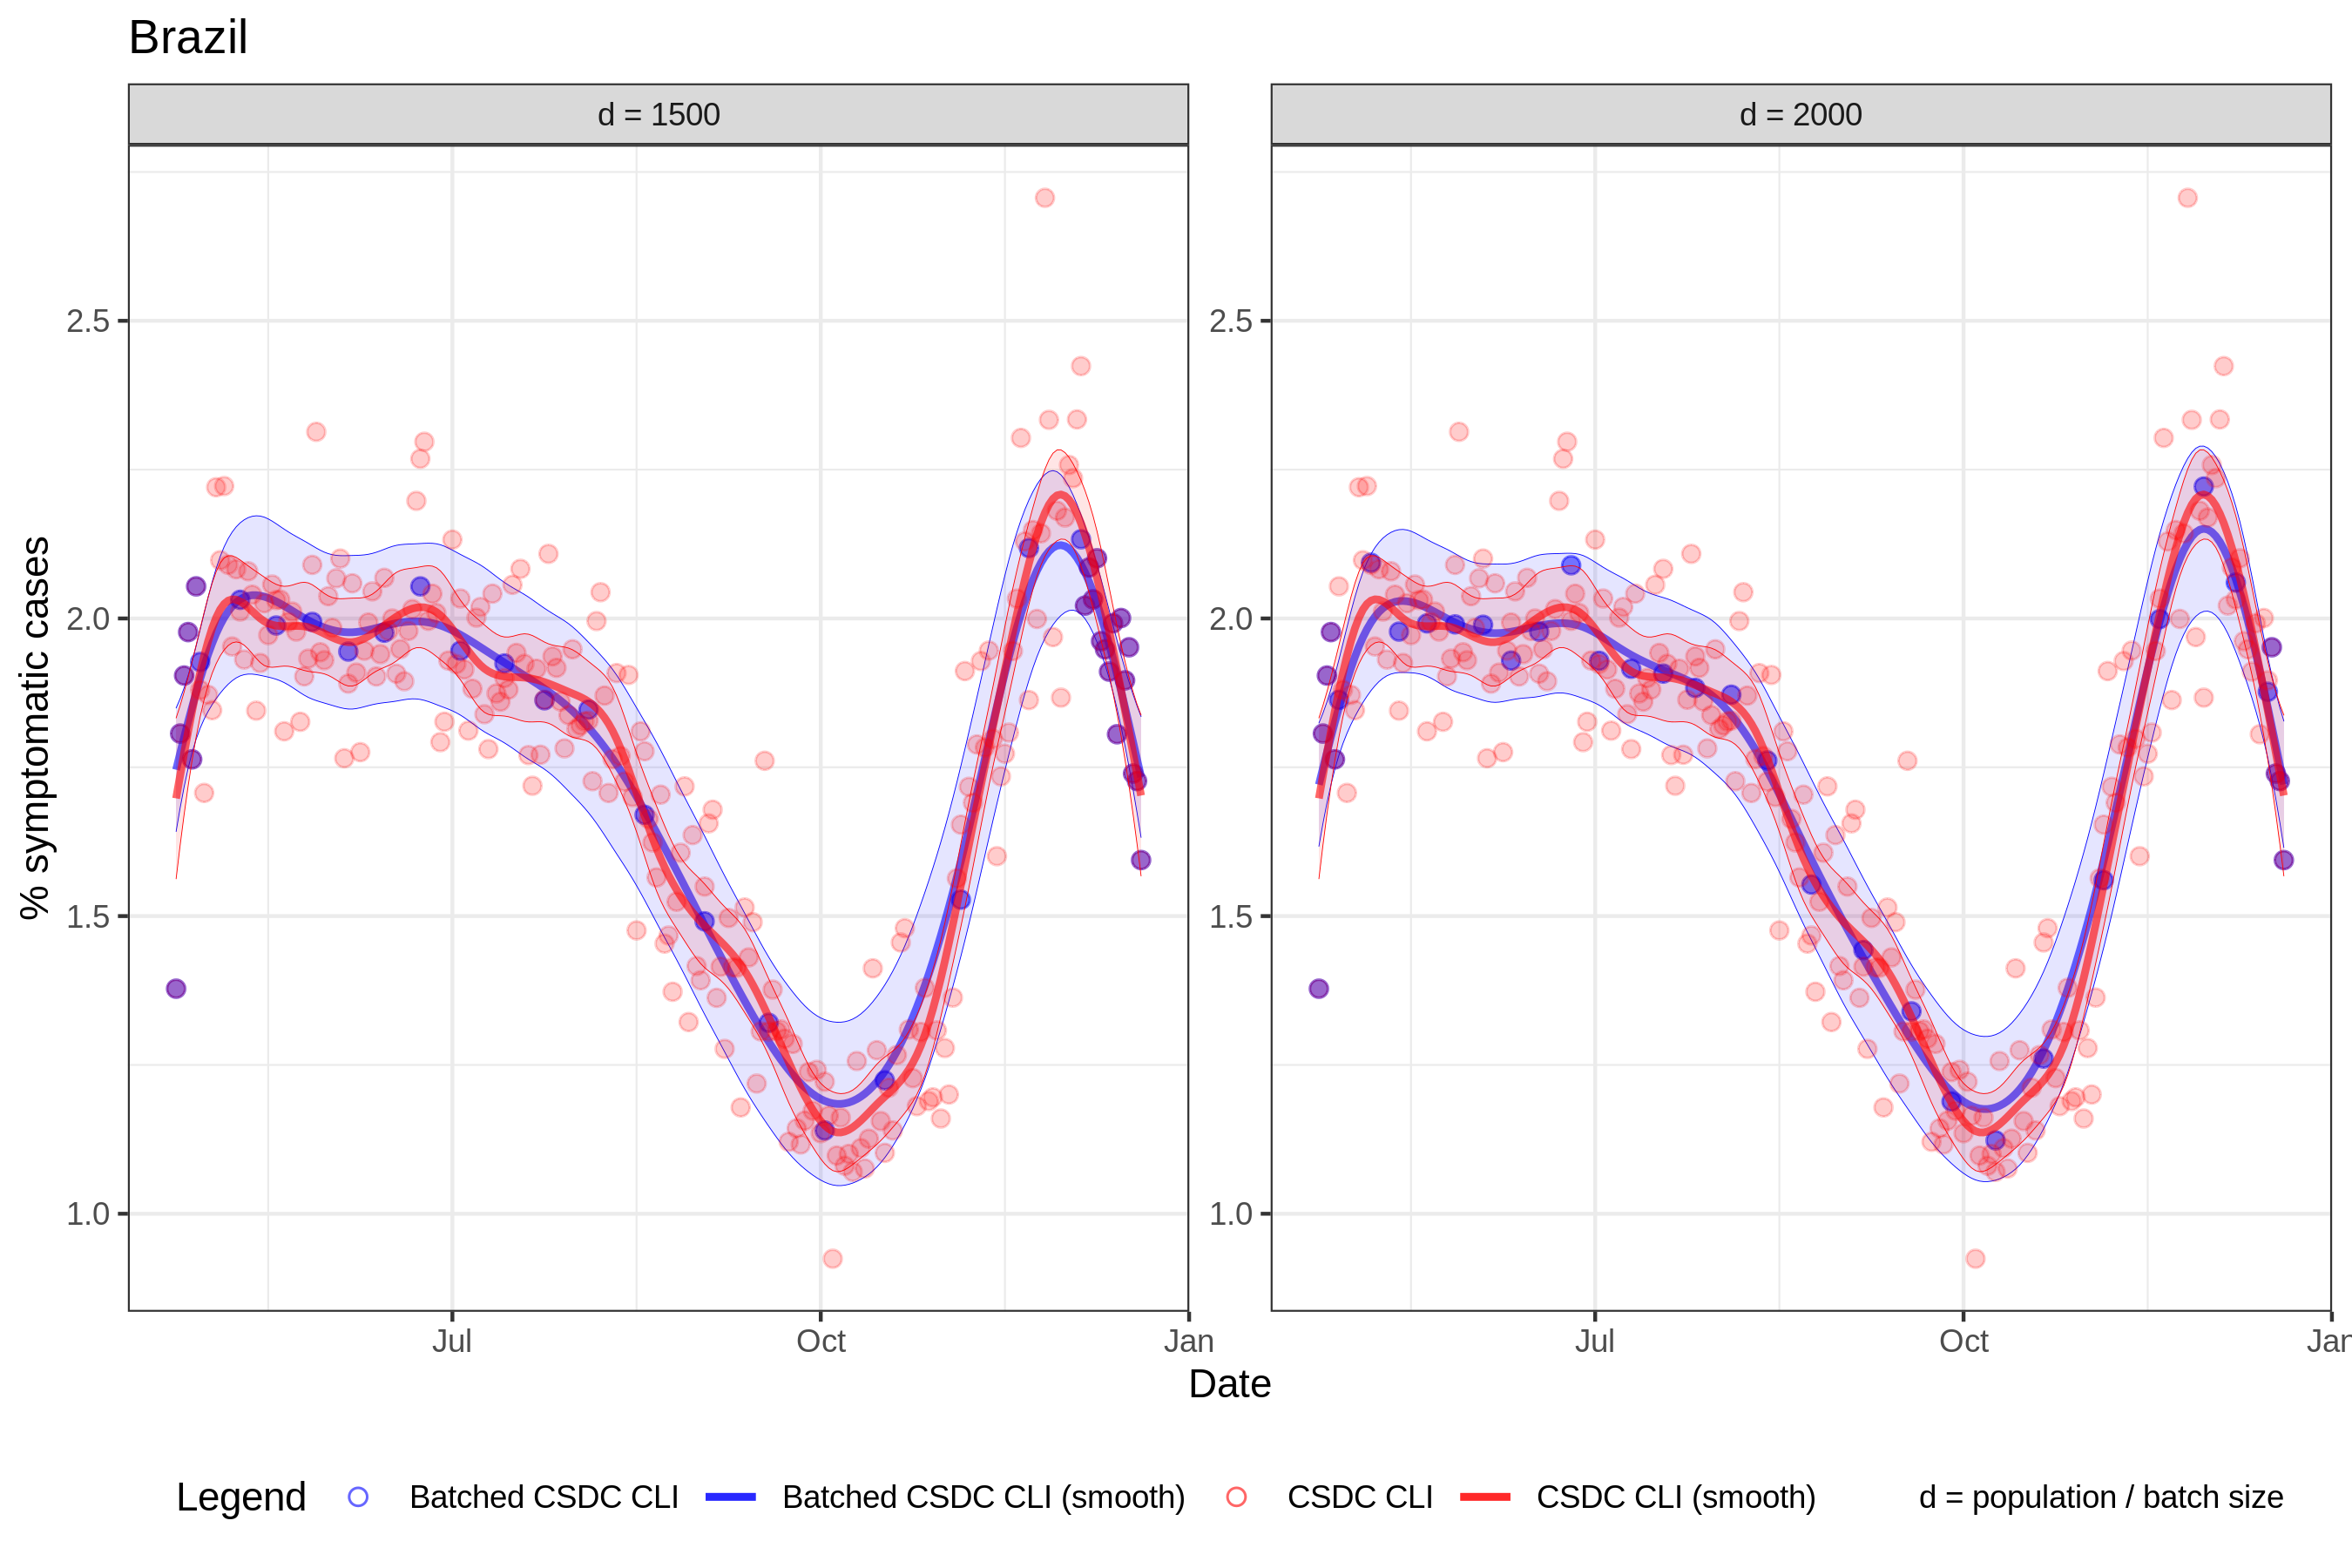 Brazil
d = 1500
d = 2000
% symptomatic cases
2.5
2.0
1.5
1.0
2.5
2.0
1.5
1.0
Jul
Oct
Jan
Jul
Oct
Jan
Date
Legend
Batched CSDC CLI
Batched CSDC CLI (smooth)
CSDC CLI
CSDC CLI (smooth)
d = population / batch size